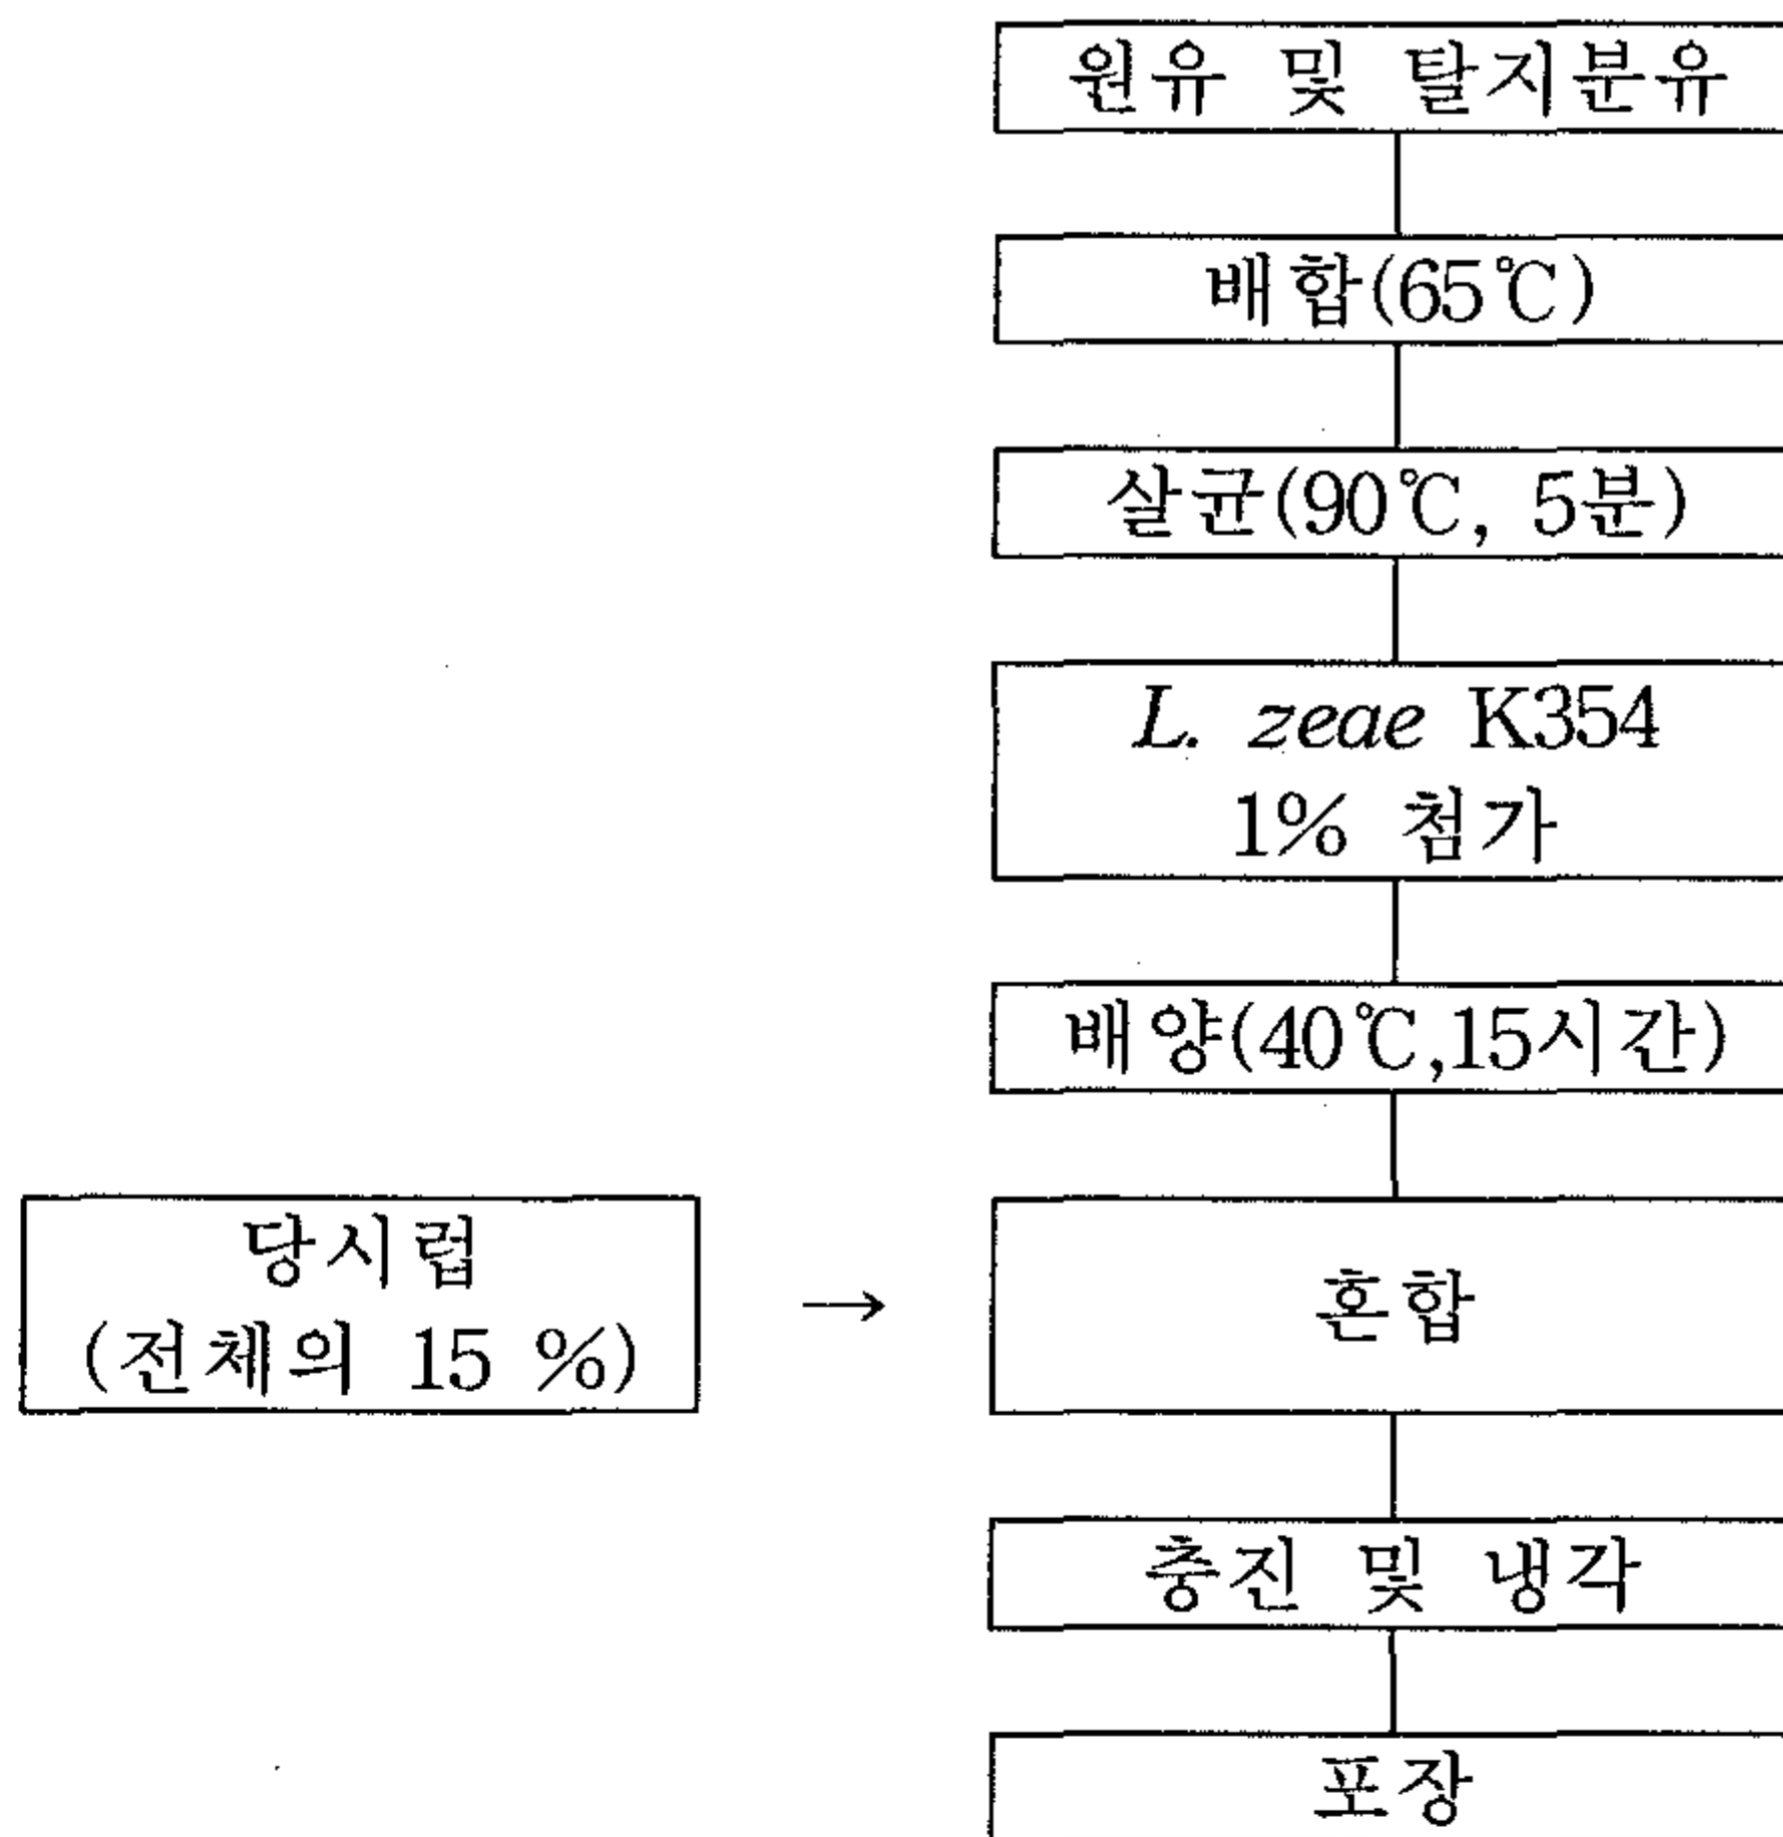 원유 및 탈지분유
배합(65℃)
살균(90℃, 5분)
L. zeae K354
1% 첨가
배양(40℃,15시간)
당시럽
(전체의 15 %)
→
혼합
충진 및 냉각
포장